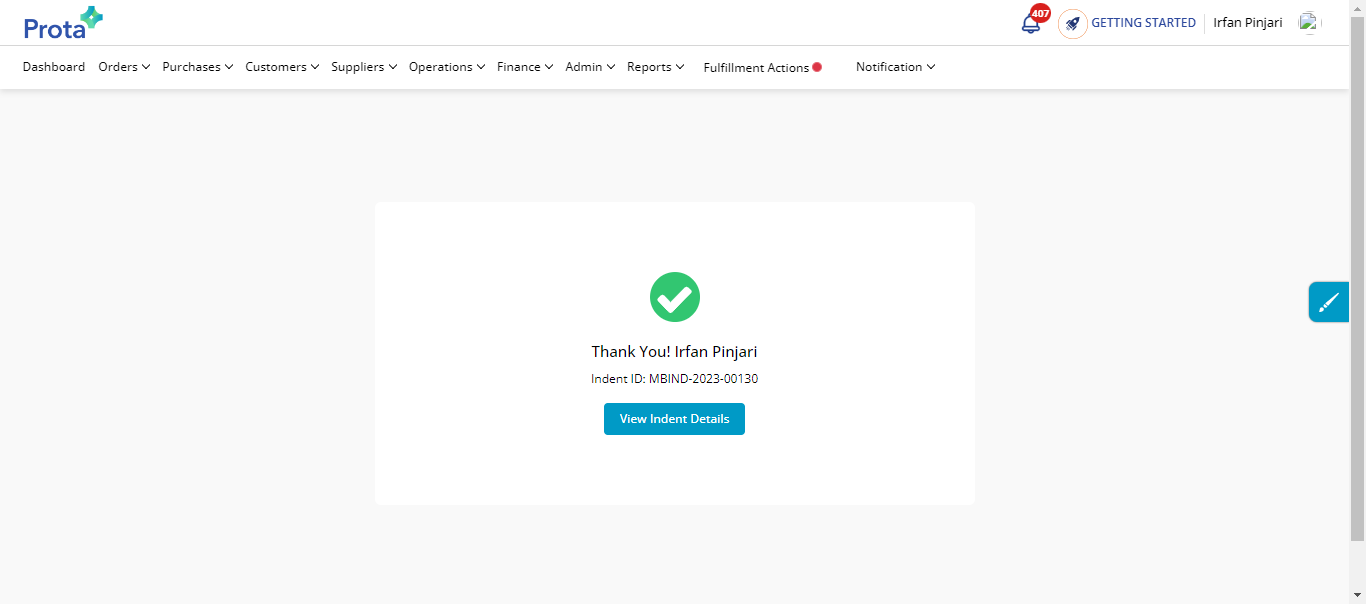 Prota
407
GETTING STARTED
Irfan Pinjari
Dashboard Orders Purchases Customers Suppliers Operations Finance Admin Reports Fulfillment Actions Notification
Thank You! Irfan Pinjari
Indent ID: MBIND-2023-00130
View Indent Details